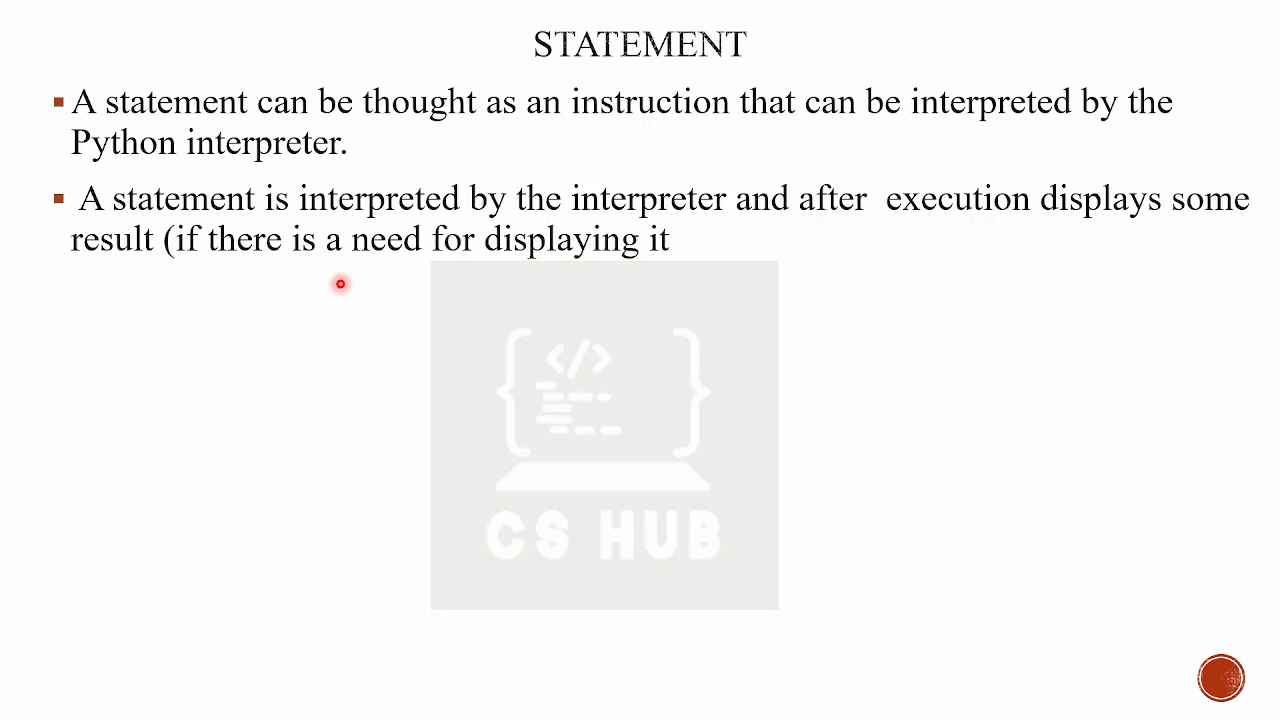 STATEMENT
A statement can be thought as an instruction that can be interpreted by the
Python interpreter.
A statement is interpreted by the interpreter and after execution displays some
result (if there is a need for displaying it
</>
CS HUB